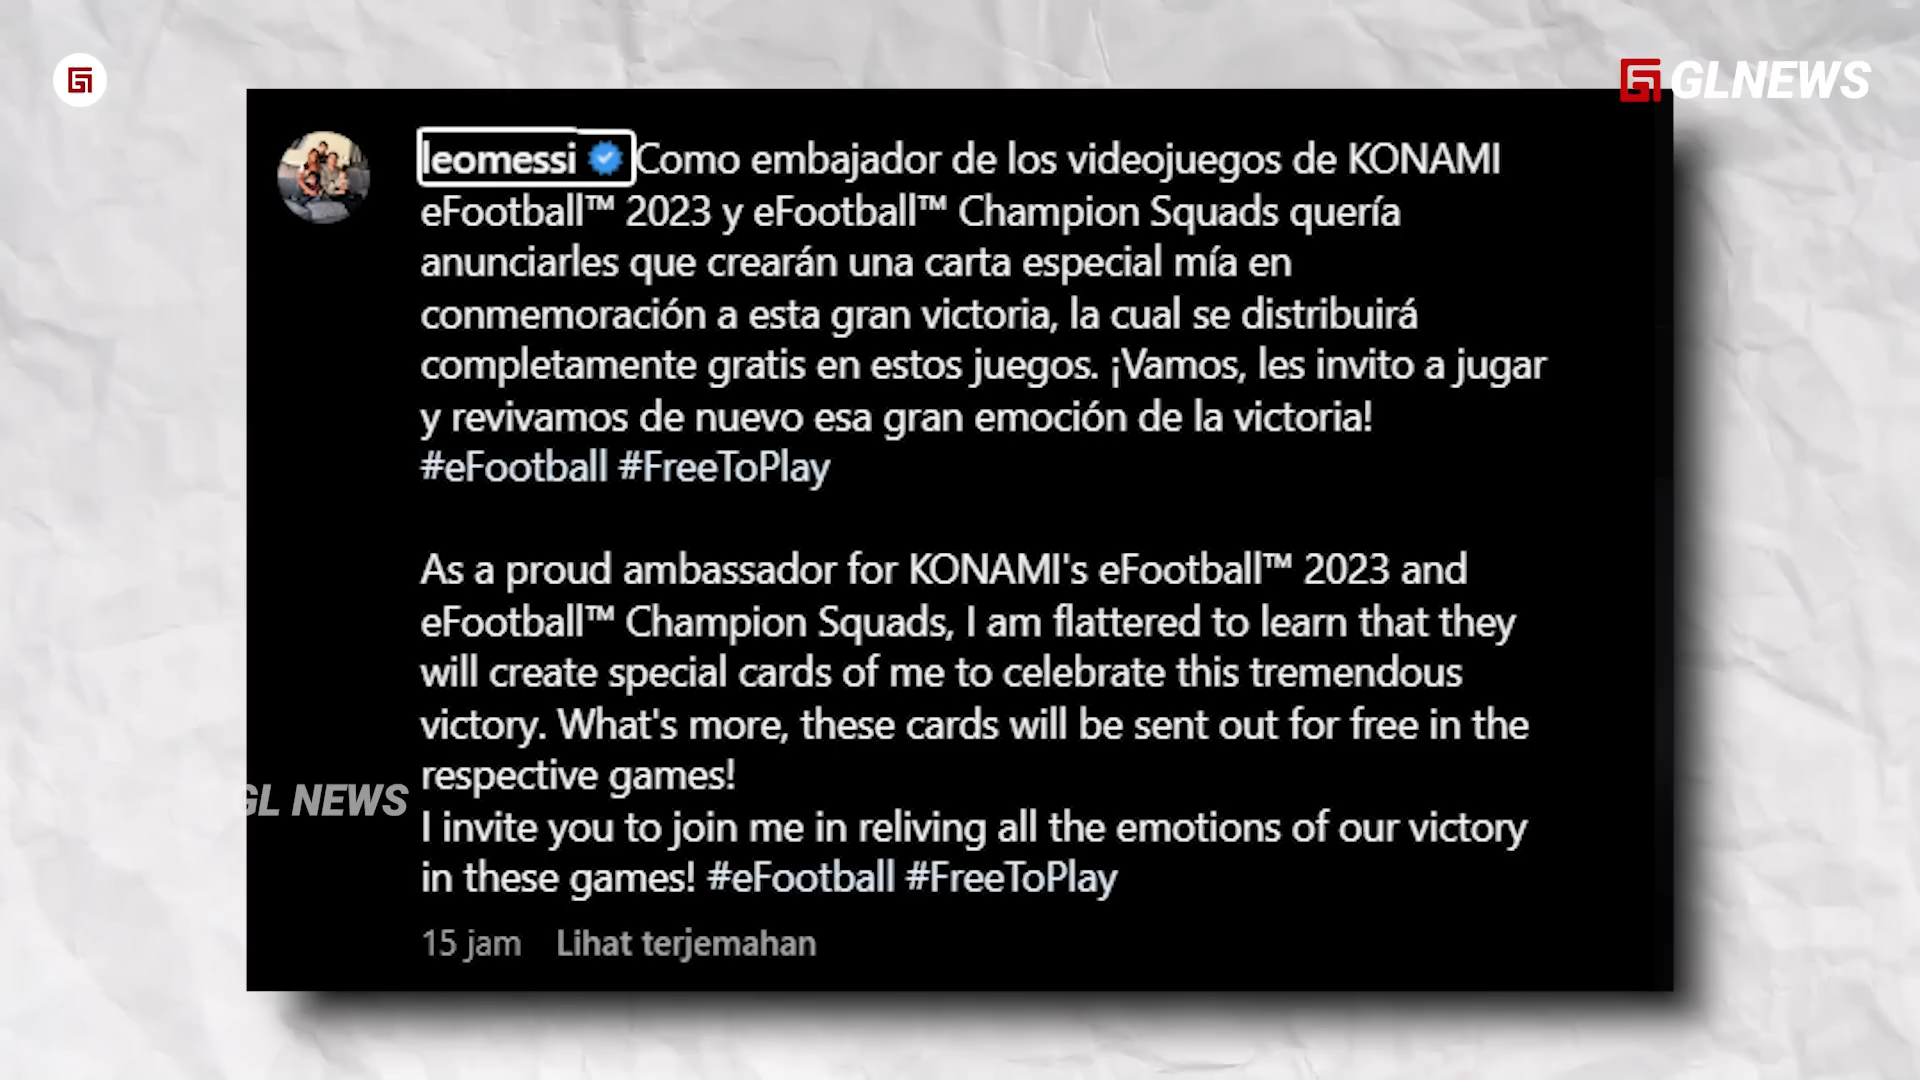 GLNEWS
leomessi Como embajador de los videojuegos de KONAMI
eFootball™ 2023 y eFootball™ Champion Squads quería
anunciarles que crearán una carta especial mía en
conmemoración a esta gran victoria, la cual se distribuirá
completamente gratis en estos juegos. ¡Vamos, les invito a jugar
y revivamos de nuevo esa gran emoción de la victoria!
#eFootball #FreeToPlay
As a proud ambassador for KONAMI's eFootball™ 2023 and
eFootball™ Champion Squads, I am flattered to learn that they
will create special cards of me to celebrate this tremendous
victory. What's more, these cards will be sent out for free in the
respective games!
GL NEWS
I invite you to join me in reliving all the emotions of our victory
in these games! #eFootball #FreeToPlay
15 jam Lihat terjemahan